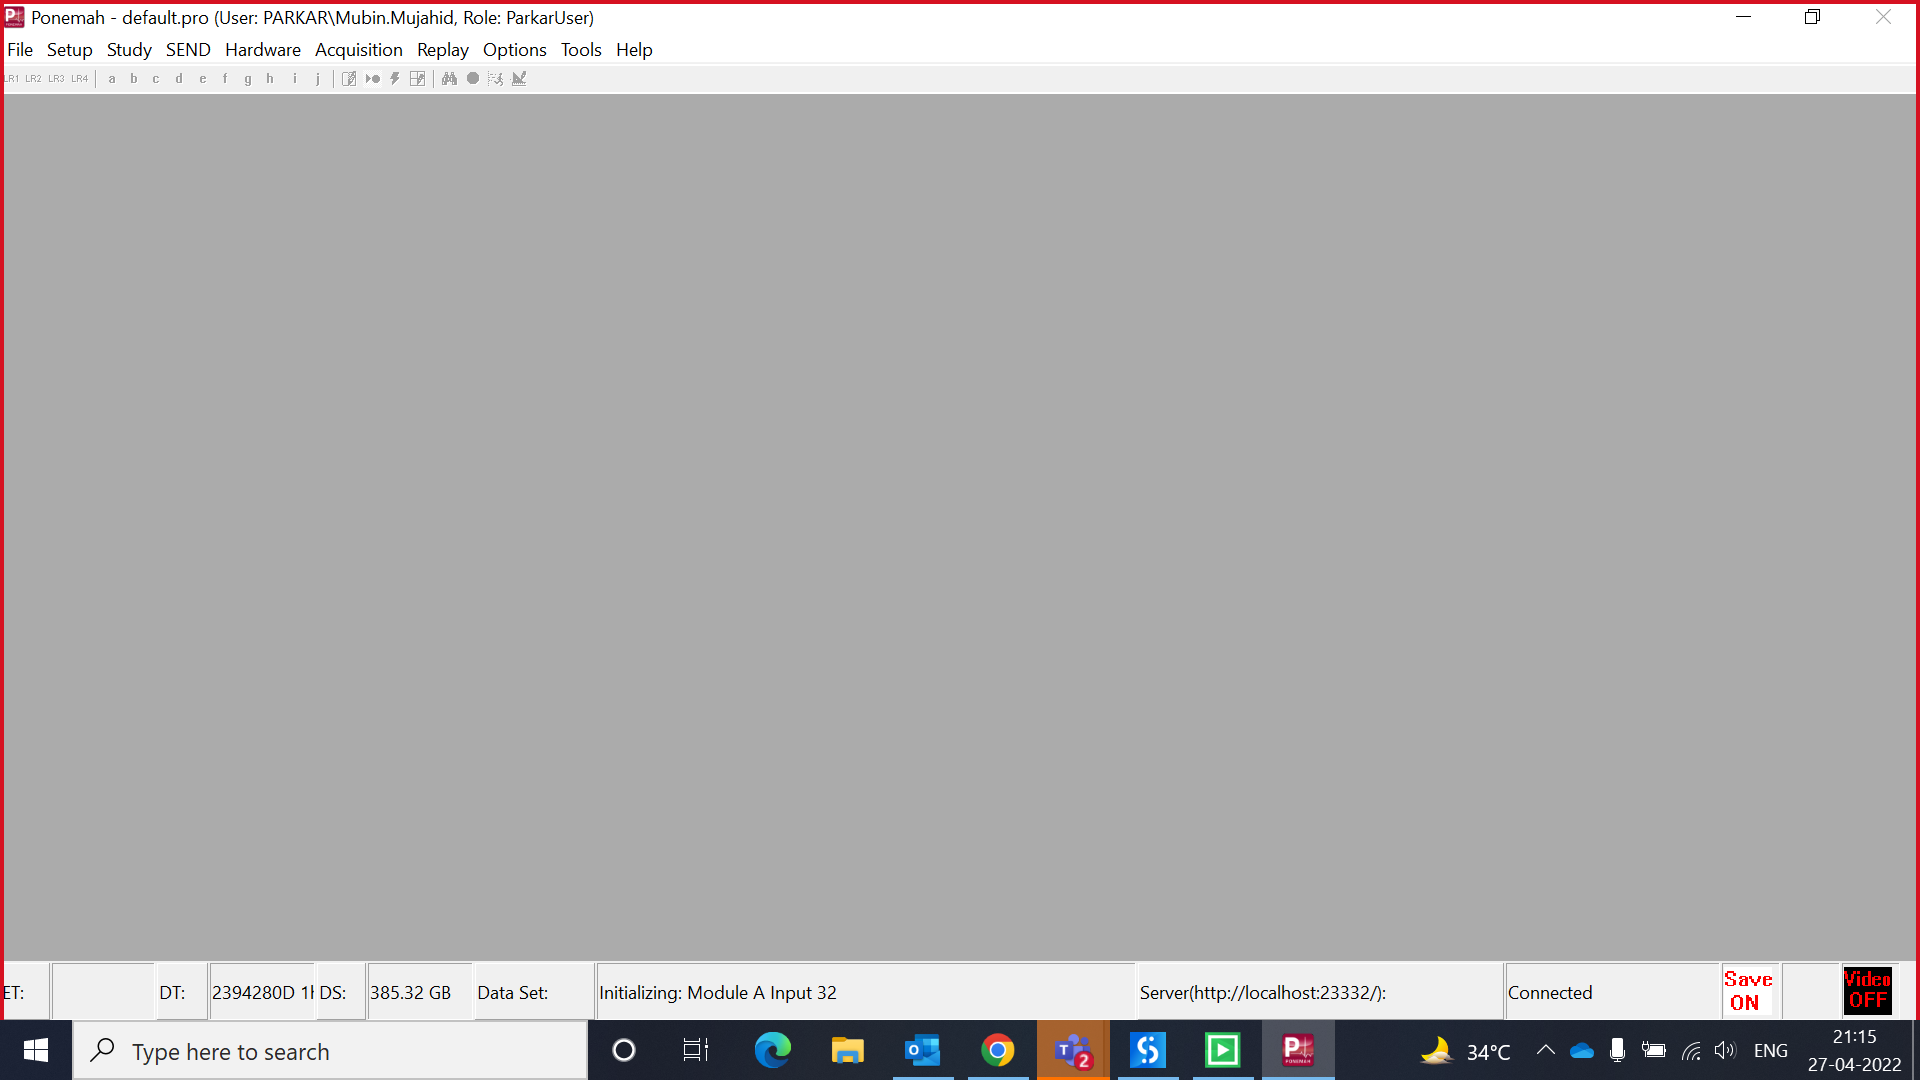 Ponemah - default.pro (User: PARKAR\Mubin.Mujahid, Role: ParkarUser)
File Setup Study SEND Hardware Acquisition Replay Options Tools Help
LR1 LR2 LR3 LR4 a b c d e f g h i j
ET: DT: 2394280D 1 DS: 385.32 GB Data Set: Initializing: Module A Input 32 Server(http://localhost:23332/): Connected Save ON Video OFF
Type here to search 2 34°C ENG 21:15
27-04-2022